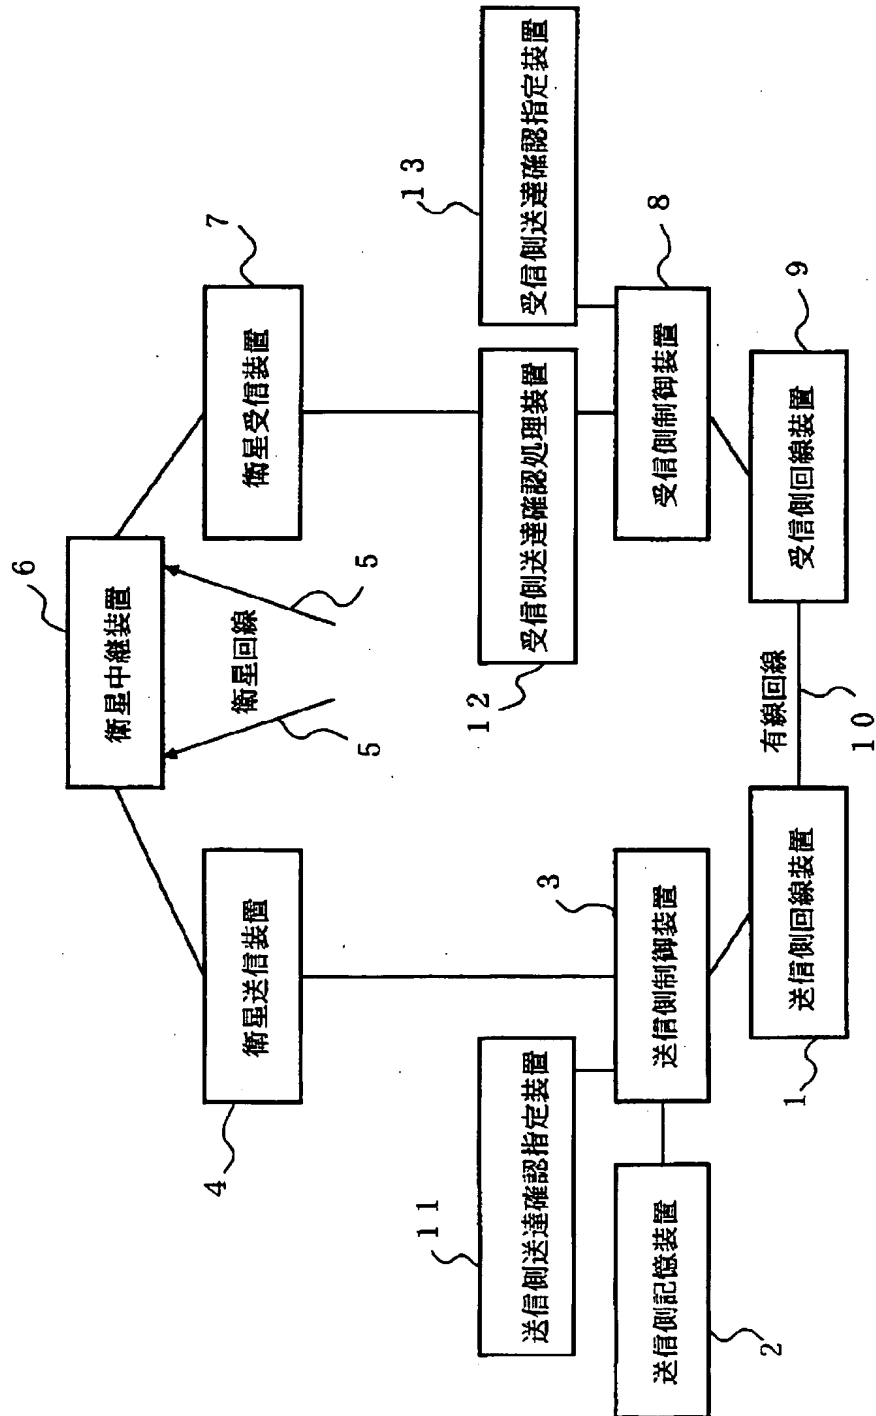 6
衛星中継装置
5
衛星回線
5
4
衛星送信装置
7
衛星受信装置
11
送信側送達確認指定装置
12
受信側送達確認処理装置
13
受信側送達確認指定装置
2
送信側記憶装置
3
送信側制御装置
8
受信側制御装置
1
送信側回線装置
有線回線
10
9
受信側回線装置